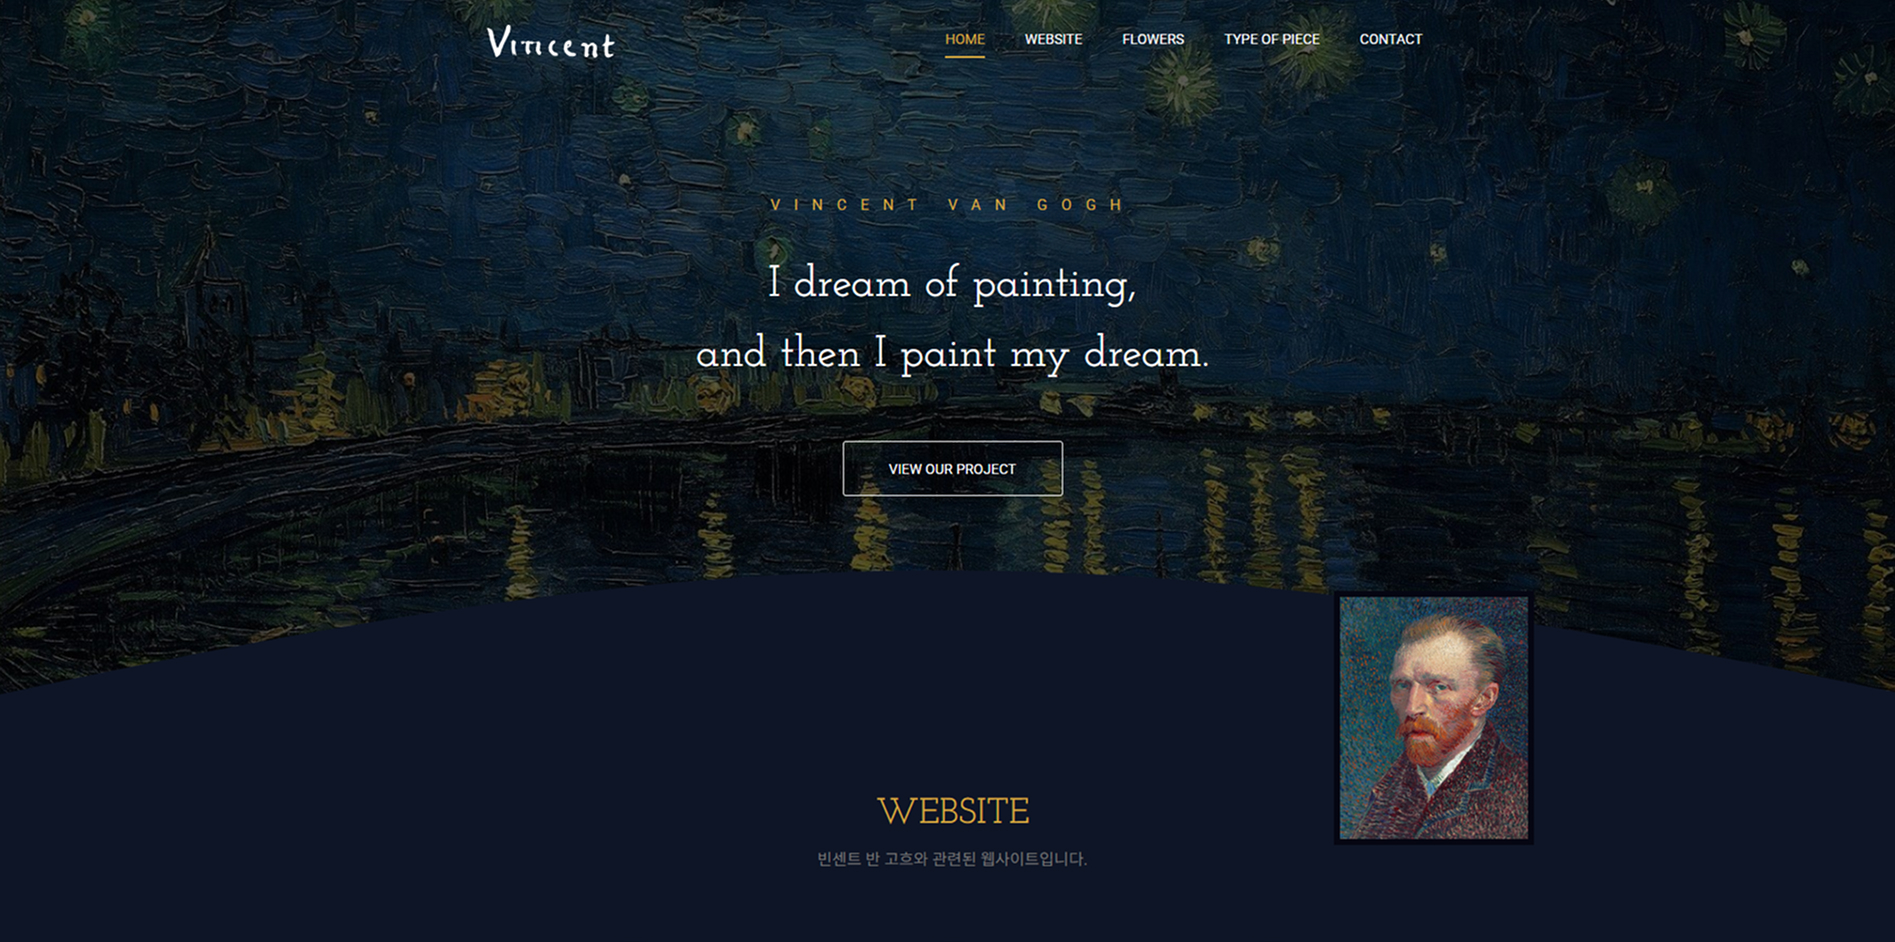 Vincent
HOME WEBSITE FLOWERS TYPE OF PIECE CONTACT
VINCENT VAN GOGH
I dream of painting,
and then I paint my dream.
VIEW OUR PROJECT
WEBSITE
빈센트 반 고흐와 관련된 웹사이트입니다.